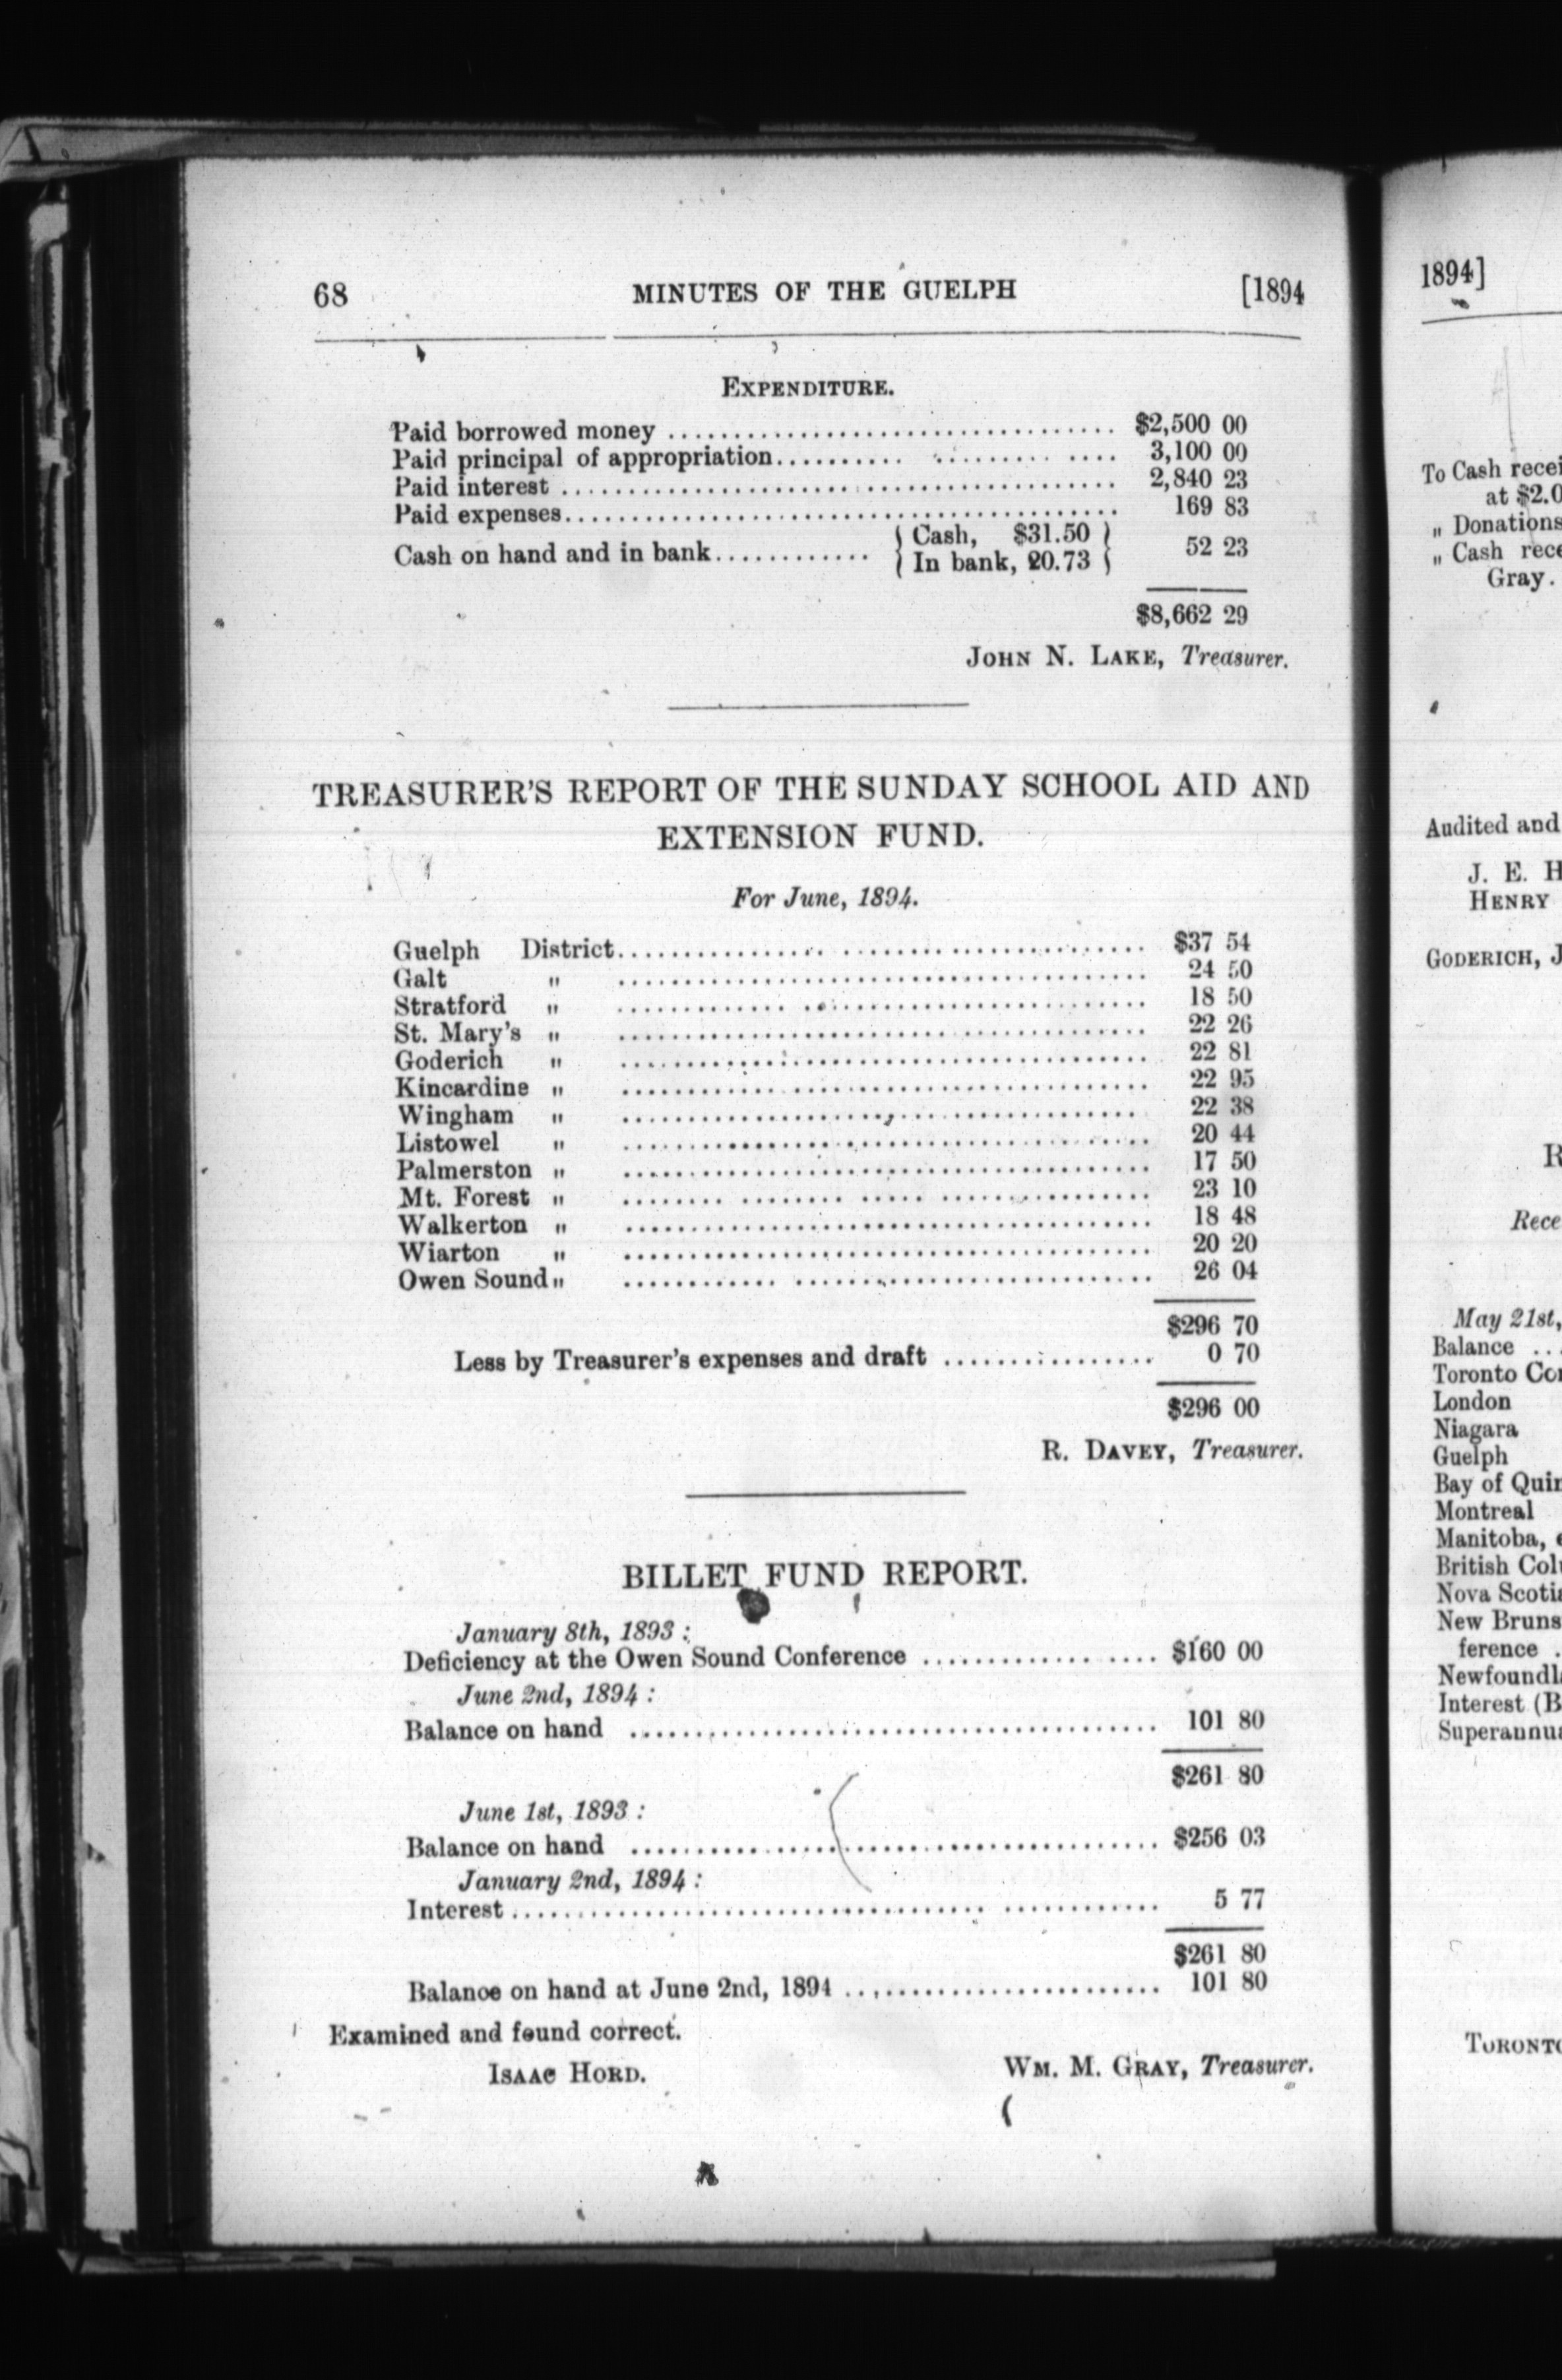 68 MINUTES OF THE GUELPH [1894
EXPENDITURE.
Paid borrowed money ........ $2,500 00
Paid principal of appropriation ........ 3,100 00
Paid interest ........ 2,840 23
Paid expenses ........ 169 83
Cash on hand and in bank ........ { Cash, $31.50 } 52 23
{ In bank, 20.73 }
$8,662 29
JOHN N. LAKE, Treasurer.
TREASURER'S REPORT OF THE SUNDAY SCHOOL AID AND
EXTENSION FUND.
For June, 1894.
Guelph District ........ $37 54
Galt " ........ 24 50
Stratford " ........ 18 50
St. Mary's " ........ 22 26
Goderich " ........ 22 81
Kincardine " ........ 22 95
Wingham " ........ 22 38
Listowel " ........ 20 44
Palmerston " ........ 17 50
Mt. Forest " ........ 23 10
Walkerton " ........ 18 48
Wiarton " ........ 20 20
Owen Sound " ........ 26 04
$296 70
Less by Treasurer's expenses and draft ........ 0 70
$296 00
R. DAVEY, Treasurer.
BILLET FUND REPORT.
January 8th, 1893 :
Deficiency at the Owen Sound Conference ........ $160 00
June 2nd, 1894 :
Balance on hand ........ 101 80
$261 80
June 1st, 1893 :
Balance on hand ........ $256 03
January 2nd, 1894 :
Interest ........ 5 77
$261 80
Balance on hand at June 2nd, 1894 ........ 101 80
Examined and found correct.
ISAAC HORD. WM. M. GRAY, Treasurer.
1894]
To Cash recei
at $2.0
" Donations
" Cash rece
Gray.
Audited and
J. E. H
HENRY
GODERICH, J
R
Rece
May 21st,
Balance ..
Toronto Co
London
Niagara
Guelph
Bay of Quin
Montreal
Manitoba,
British Col
Nova Scoti
New Bruns
ference .
Newfoundl
Interest (B
Superannu
TORONTO